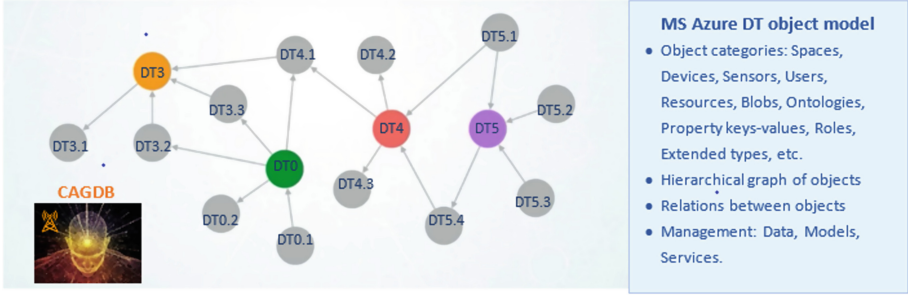 DT5.1
DT4.1
DT4.2
DT3
DT3.3
DT5.2
DT4
DT5
DT3.1
DT3.2
DT0
DT4.3
DT5.3
DT0.2
DT5.4
DT0.1
CAGDB
MS Azure DT object model
• Object categories: Spaces,
Devices, Sensors, Users,
Resources, Blobs, Ontologies,
Property keys-values, Roles,
Extended types, etc.
• Hierarchical graph of objects
• Relations between objects
• Management: Data, Models,
Services.